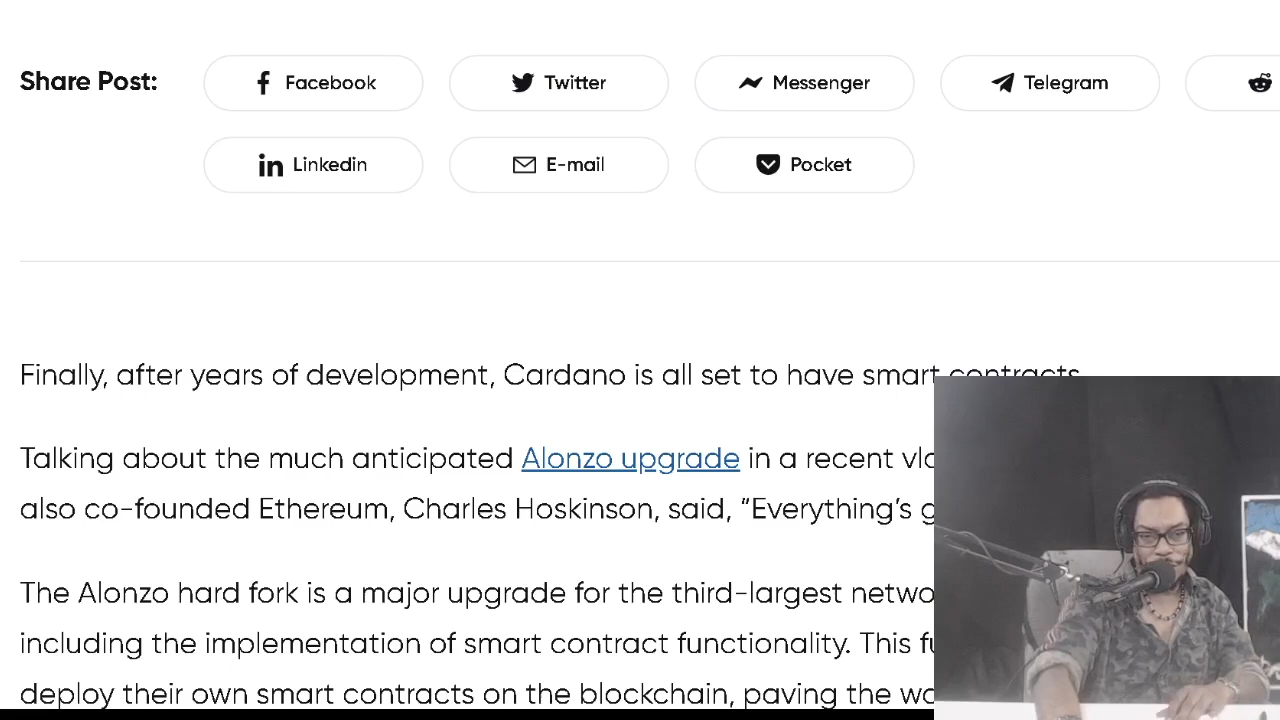 Share Post: Facebook Twitter Messenger Telegram
Linkedin E-mail Pocket
Finally, after years of development, Cardano is all set to have smart contracts
Talking about the much anticipated Alonzo upgrade in a recent
also co-founded Ethereum, Charles Hoskinson, said, “Everything’s
The Alonzo hard fork is a major upgrade for the third-largest
including the implementation of smart contract functionality. This
deploy their own smart contracts on the blockchain, paving the